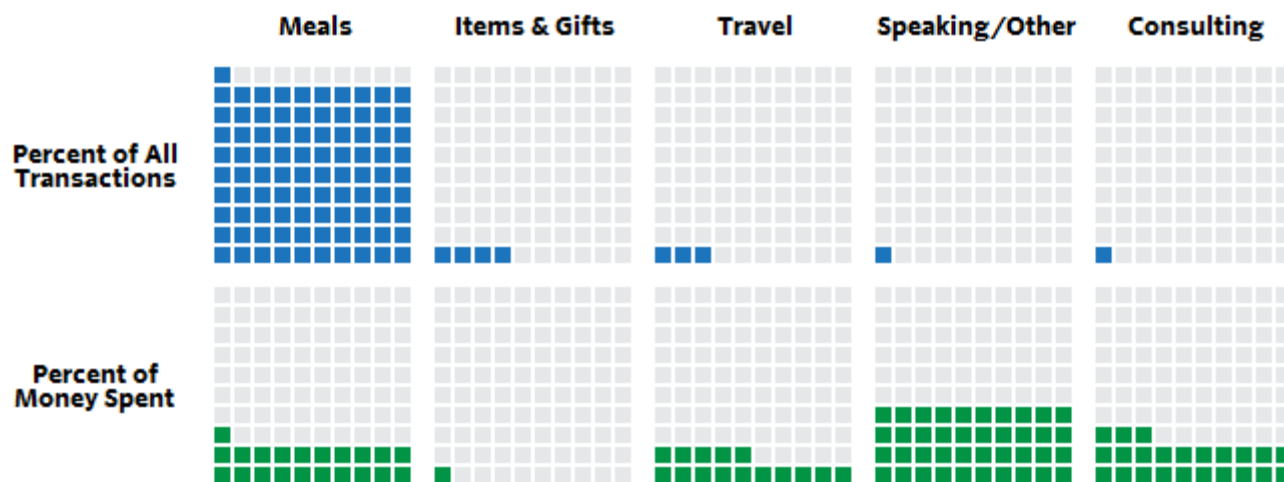 Meals
Items & Gifts
Travel
Speaking/Other
Consulting
Percent of All
Transactions
Percent of
Money Spent